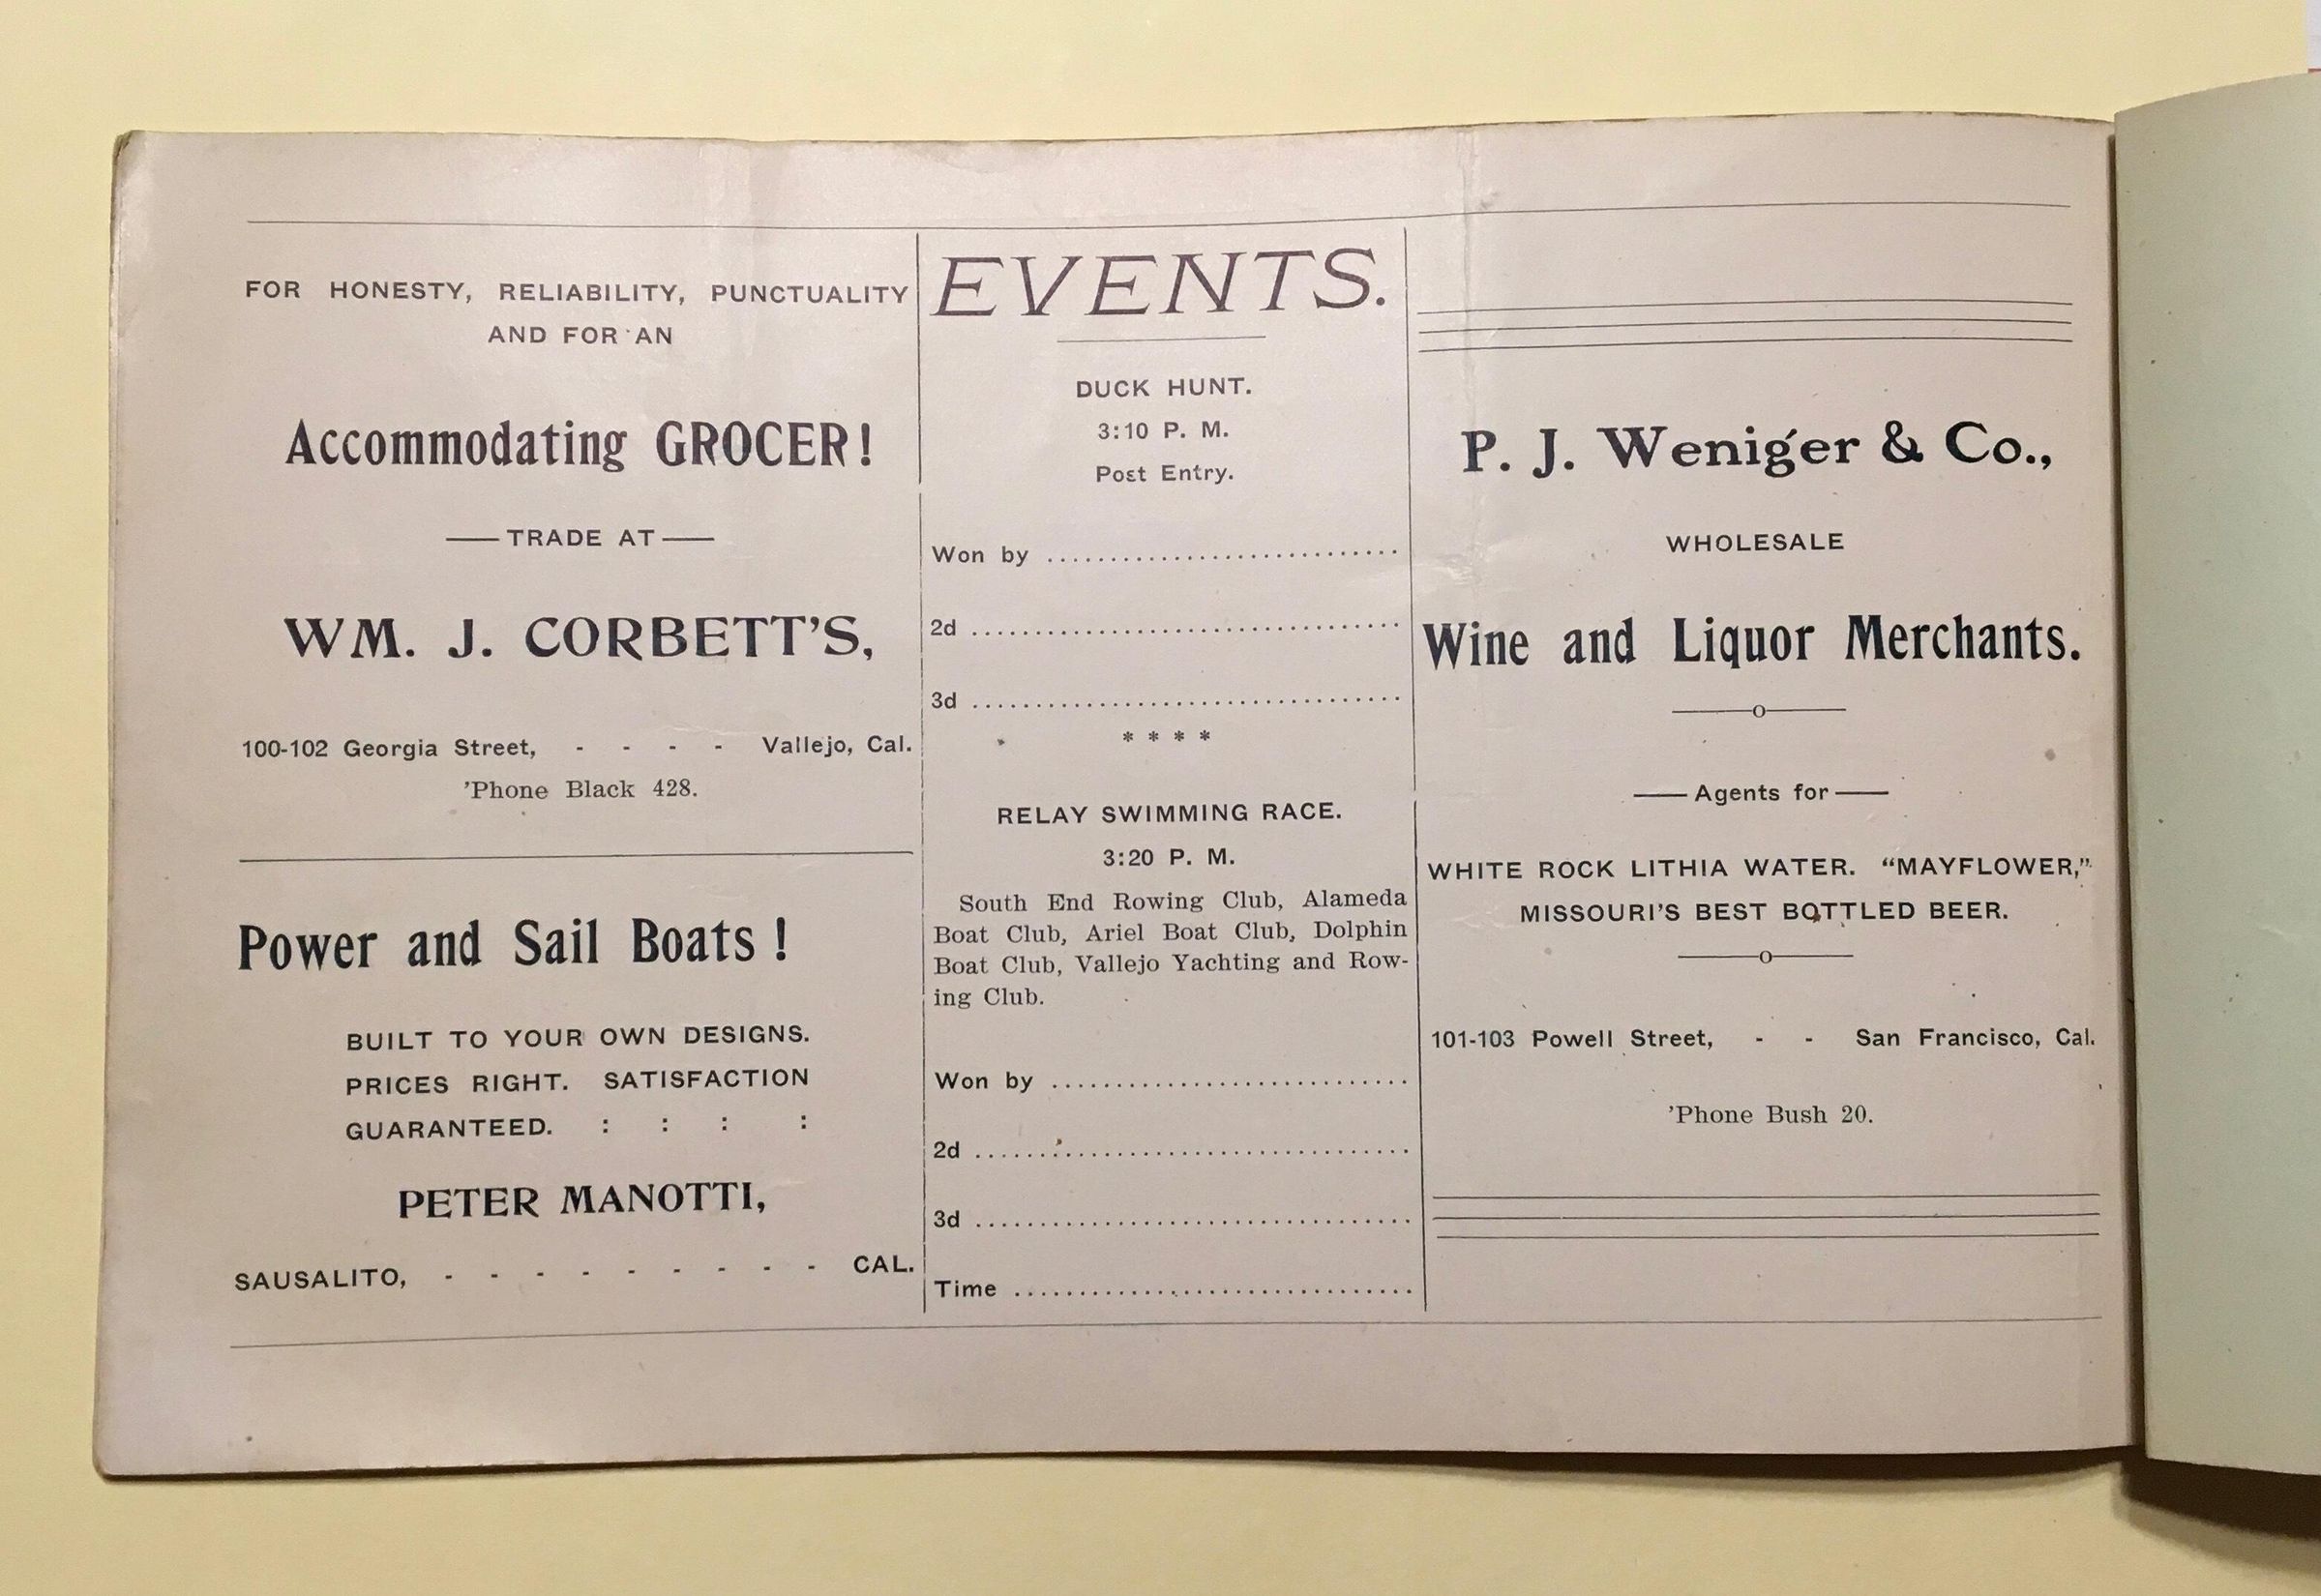 FOR HONESTY, RELIABILITY, PUNCTUALITY
AND FOR AN
Accommodating GROCER!
TRADE AT
WM. J. CORBETT'S,
100-102 Georgia Street, - - - - Vallejo, Cal.
'Phone Black 428.
Power and Sail Boats!
BUILT TO YOUR OWN DESIGNS.
PRICES RIGHT. SATISFACTION
GUARANTEED. : : : :
PETER MANOTTI,
SAUSALITO, - - - - - - - - - CAL.
EVENTS.
DUCK HUNT.
3:10 P. M.
Post Entry.
Won by ............................
2d ..................................
3d ..................................
* * * *
RELAY SWIMMING RACE.
3:20 P. M.
South End Rowing Club, Alameda
Boat Club, Ariel Boat Club, Dolphin
Boat Club, Vallejo Yachting and Row-
ing Club.
Won by ............................
2d ..................................
3d ..................................
Time ...............................
P. J. Weniger & Co.,
WHOLESALE
Wine and Liquor Merchants.
o
Agents for
WHITE ROCK LITHIA WATER. "MAYFLOWER,"
MISSOURI'S BEST BOTTLED BEER.
o
101-103 Powell Street, - - San Francisco, Cal.
'Phone Bush 20.